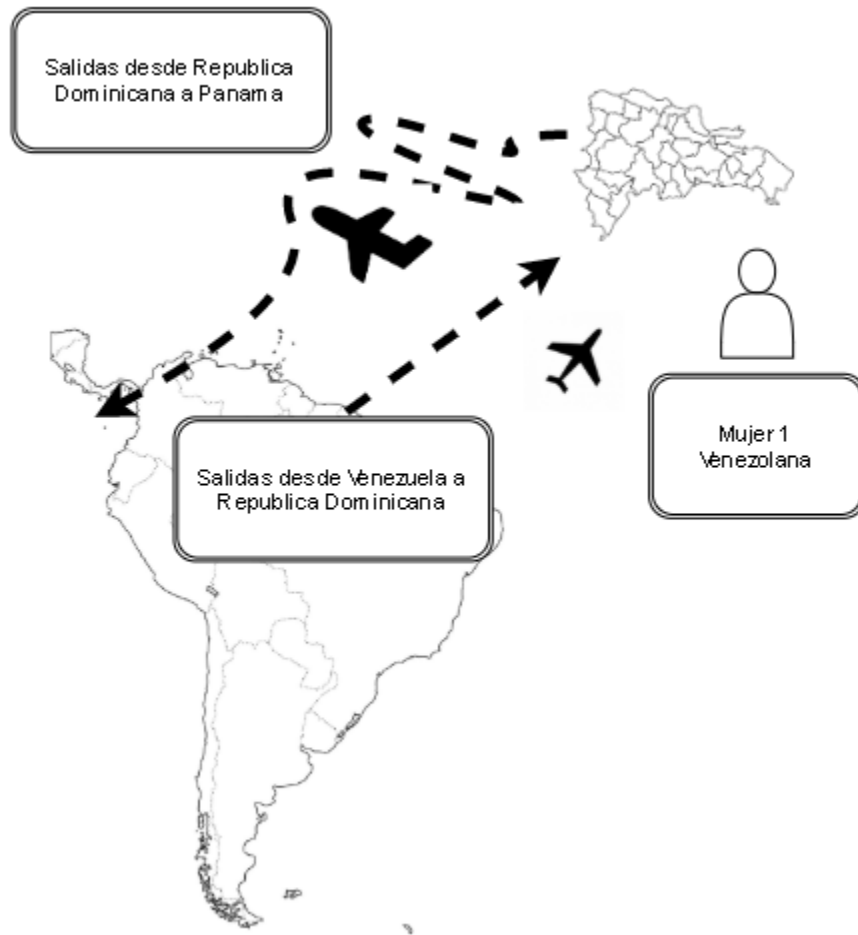 Salidas desde Republica
Dominicana a Panama
Salidas desde Venezuela a
Republica Dominicana
Mujer 1
Venezolana